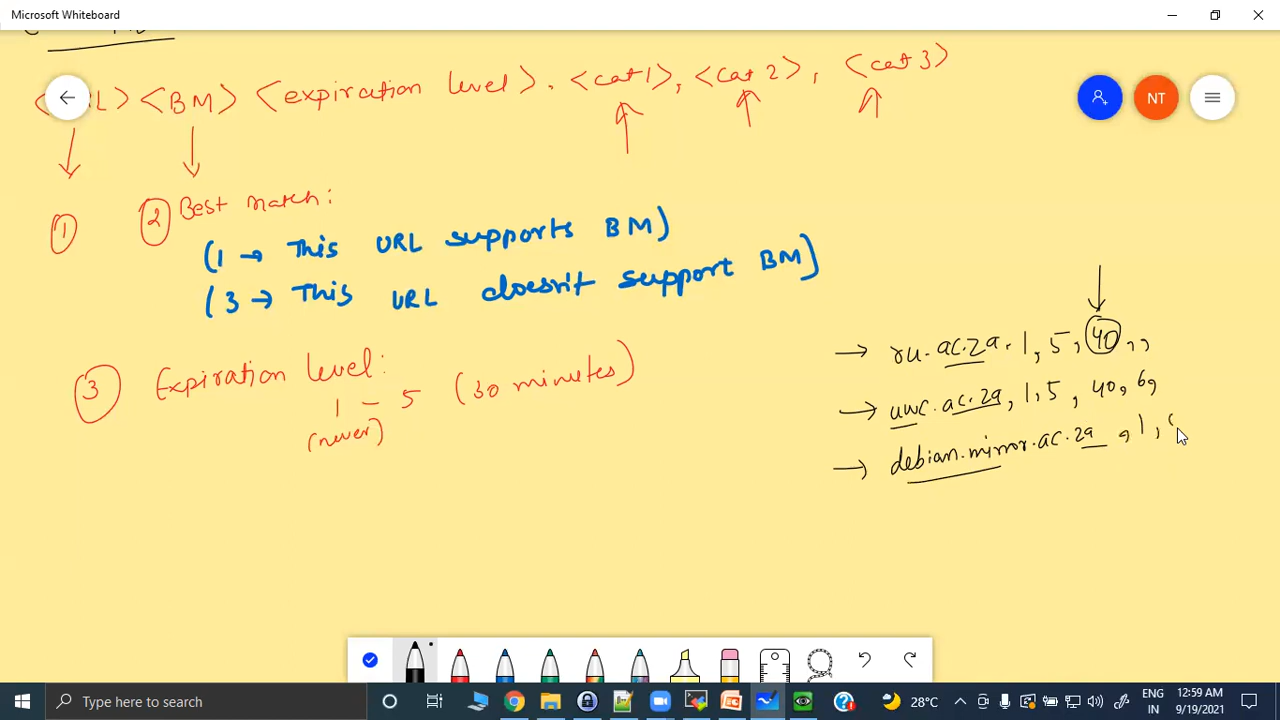 Microsoft Whiteboard
<BM> <expiration level>. <cat1>, <cat 2>, <cat 3>
NT
1
2 Best match:
(1 → This URL supports BM)
(3 → This URL doesn't support BM)
3 Expiration level:
1 - 5 (30 minutes)
(never)
→ ru.ac.za. 1, 5, 40, ,
→ uwc.ac.za, 1, 5, 40, 6,
→ debian.mirror.ac.za, 1,
Type here to search
28°C
ENG
IN
12:59 AM
9/19/2021